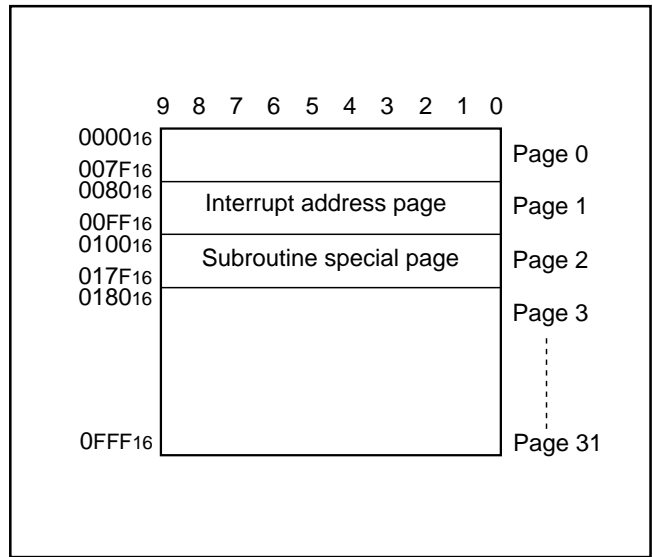 9 8 7 6 5 4 3 2 1 0
0000₁₆
Page 0
007F₁₆
0080₁₆
Interrupt address page
Page 1
00FF₁₆
0100₁₆
Subroutine special page
Page 2
017F₁₆
0180₁₆
Page 3
0FFF₁₆
Page 31